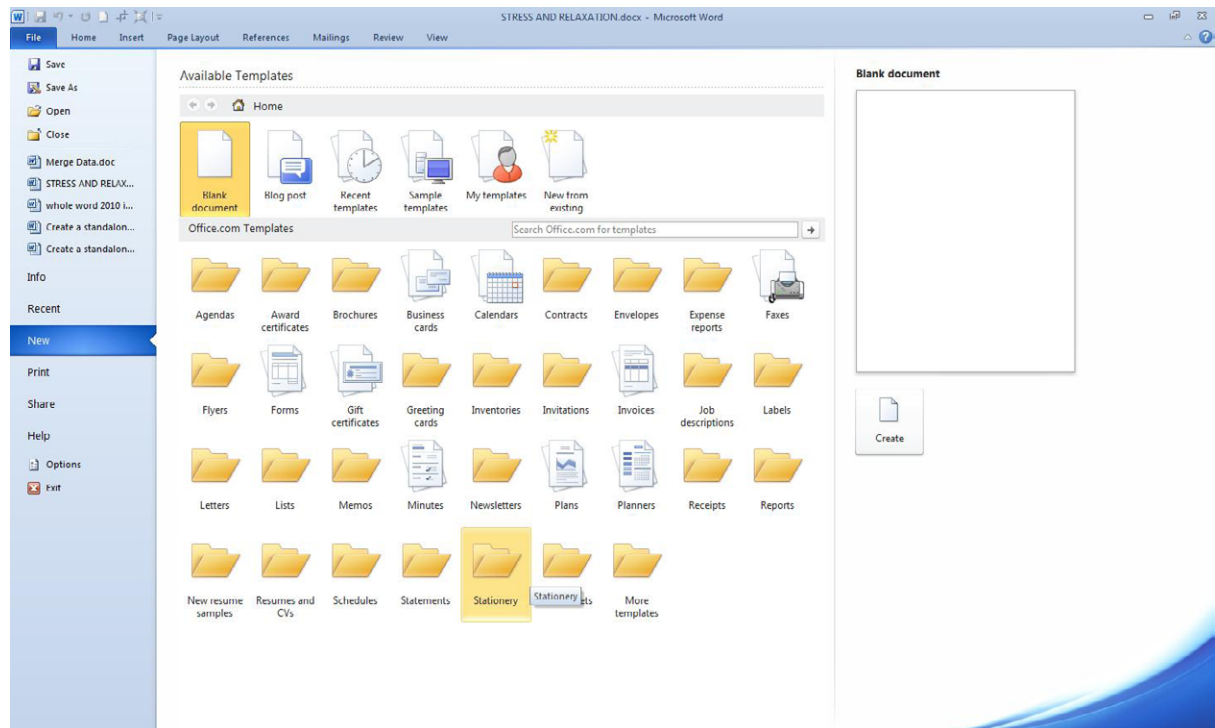 STRESS AND RELAXATION.docx - Microsoft Word
File Home Insert Page Layout References Mailings Review View
Save
Save As
Open
Close
Merge Data.doc
STRESS AND RELAX...
whole word 2010 i...
Create a standalon...
Create a standalon...
Info
Recent
New
Print
Share
Help
Options
Exit
Available Templates
Home
Blank document
Blog post
Recent templates
Sample templates
My templates
New from existing
Office.com Templates
Search Office.com for templates
Agendas
Award certificates
Brochures
Business cards
Calendars
Contracts
Envelopes
Expense reports
Faxes
Flyers
Forms
Gift certificates
Greeting cards
Inventories
Invitations
Invoices
Job descriptions
Labels
Letters
Lists
Memos
Minutes
Newsletters
Plans
Planners
Receipts
Reports
New resume samples
Resumes and CVs
Schedules
Statements
Stationery
Stationery
More templates
Blank document
Create